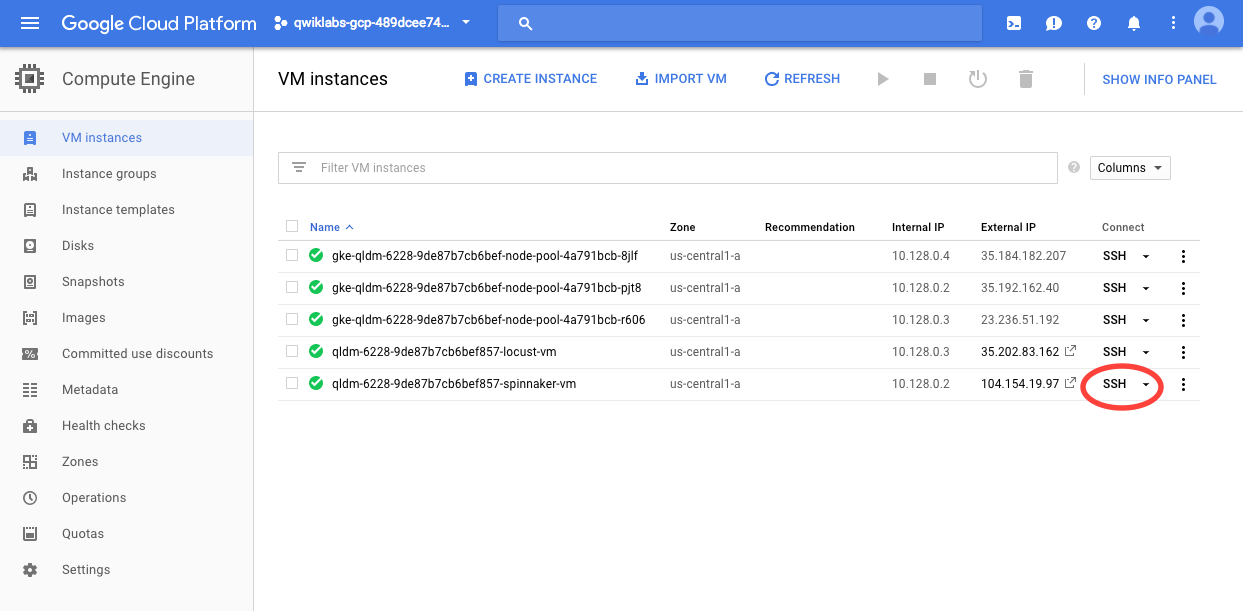 Google Cloud Platform qwiklabs-gcp-489dcee74...
Compute Engine
VM instances CREATE INSTANCE IMPORT VM REFRESH SHOW INFO PANEL
VM instances
Instance groups
Instance templates
Disks
Snapshots
Images
Committed use discounts
Metadata
Health checks
Zones
Operations
Quotas
Settings
Filter VM instances Columns
Name Zone Recommendation Internal IP External IP Connect
gke-qldm-6228-9de87b7cb6bef-node-pool-4a791bcb-8jlf us-central1-a 10.128.0.4 35.184.182.207 SSH
gke-qldm-6228-9de87b7cb6bef-node-pool-4a791bcb-pjt8 us-central1-a 10.128.0.2 35.192.162.40 SSH
gke-qldm-6228-9de87b7cb6bef-node-pool-4a791bcb-r606 us-central1-a 10.128.0.3 23.236.51.192 SSH
qldm-6228-9de87b7cb6bef857-locust-vm us-central1-a 10.128.0.3 35.202.83.162 SSH
qldm-6228-9de87b7cb6bef857-spinnaker-vm us-central1-a 10.128.0.2 104.154.19.97 SSH